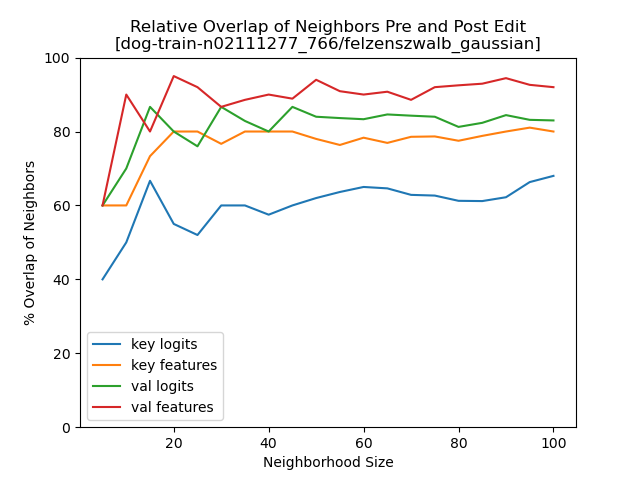 Relative Overlap of Neighbors Pre and Post Edit
[dog-train-n02111277_766/felzenszwalb_gaussian]
100
80
60
40
20
0
% Overlap of Neighbors
key logits
key features
val logits
val features
20 40 60 80 100
Neighborhood Size